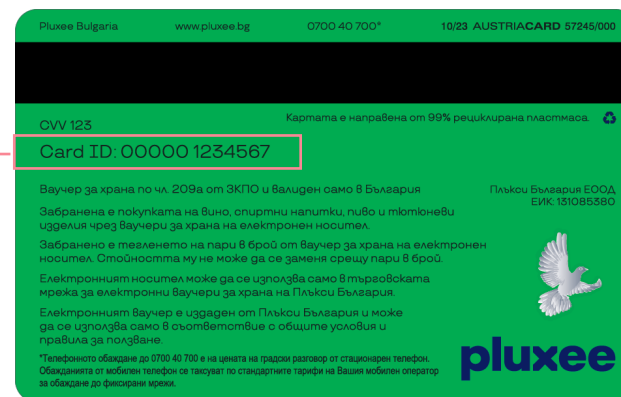 Pluxee Bulgaria www.pluxee.bg 0700 40 700* 10/23 AUSTRIACARD 57245/000
Картата е направена от 99% рециклирана пластмаса.
CVV 123
Card ID: 00000 1234567
Ваучер за храна по чл. 209а от ЗКПО и валиден само в България
Плъкси България ЕООД
ЕИК: 131085380
Забранена е покупката на вино, спиртни напитки, пиво и тютюневи
изделия чрез ваучери за храна на електронен носител.
Забранено е тегленето на пари в брой от ваучер за храна на електронен
носител. Стойността му не може да се заменя срещу пари в брой.
Електронният носител може да се използва само в търговската
мрежа за електронни ваучери за храна на Плъкси България.
Електронният ваучер е издаден от Плъкси България и може
да се използва само в съответствие с общите условия и
правила за ползване.
*Телефонното обаждане до 0700 40 700 е на цената на градски разговор от стационарен телефон.
Обажданията от мобилен телефон се таксуват по стандартните тарифи на Вашия мобилен оператор
за обаждане до фиксирани мрежи.
pluxee